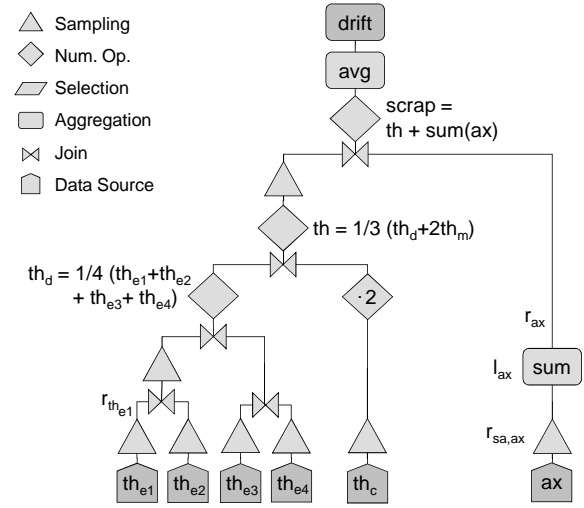 Sampling
Num. Op.
Selection
Aggregation
Join
Data Source
drift
avg
scrap =
th + sum(ax)
th = 1/3 (th_d+2th_m)
th_d = 1/4 (th_e1+th_e2
+ th_e3+ th_e4)
·2
r_ax
l_ax
sum
r_th_e1
r_sa,ax
th_e1
th_e2
th_e3
th_e4
th_c
ax